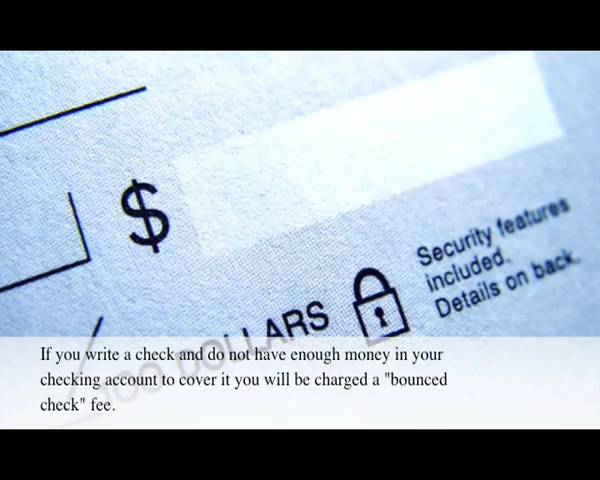 $
Security features
included.
Details on back.
DOLLARS
If you write a check and do not have enough money in your
checking account to cover it you will be charged a "bounced
check" fee.